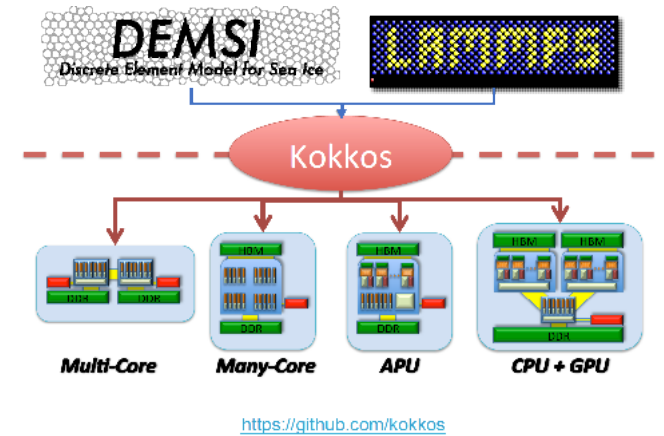 DEMSI
Discrete Element Model for Sea Ice
LAMMPS
Kokkos
DDR DDR
HBM
DDR
HBM
DDR
HBM HBM
DDR
Multi-Core
Many-Core
APU
CPU + GPU
https://github.com/kokkos